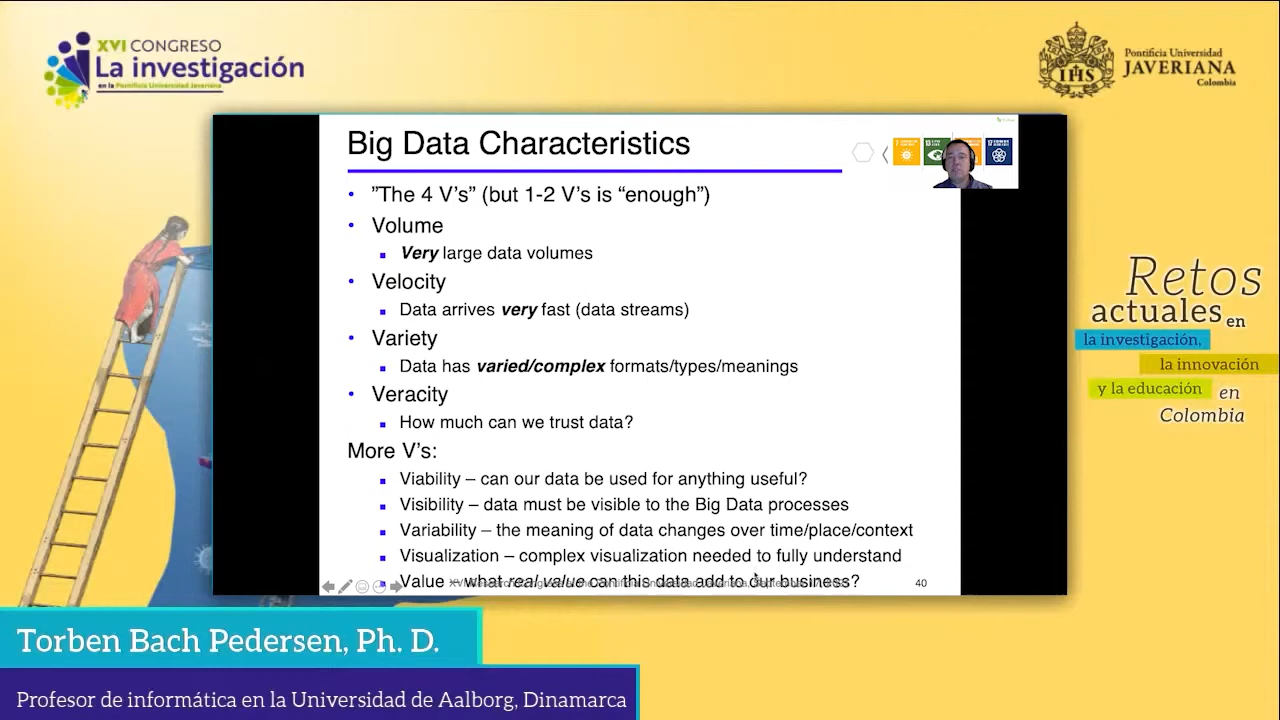 XVI CONGRESO
La investigación
en la Pontificia Universidad Javeriana
IHS
Pontificia Universidad
JAVERIANA
Colombia
Big Data Characteristics
• ”The 4 V’s” (but 1-2 V’s is “enough”)
• Volume
▪ Very large data volumes
• Velocity
▪ Data arrives very fast (data streams)
• Variety
▪ Data has varied/complex formats/types/meanings
• Veracity
▪ How much can we trust data?
More V’s:
▪ Viability – can our data be used for anything useful?
▪ Visibility – data must be visible to the Big Data processes
▪ Variability – the meaning of data changes over time/place/context
▪ Visualization – complex visualization needed to fully understand
▪ Value – what real value can this data add to our business?
40
Retos
actuales en
la investigación,
la innovación
y la educación en
Colombia
Torben Bach Pedersen, Ph. D.
Profesor de informática en la Universidad de Aalborg, Dinamarca